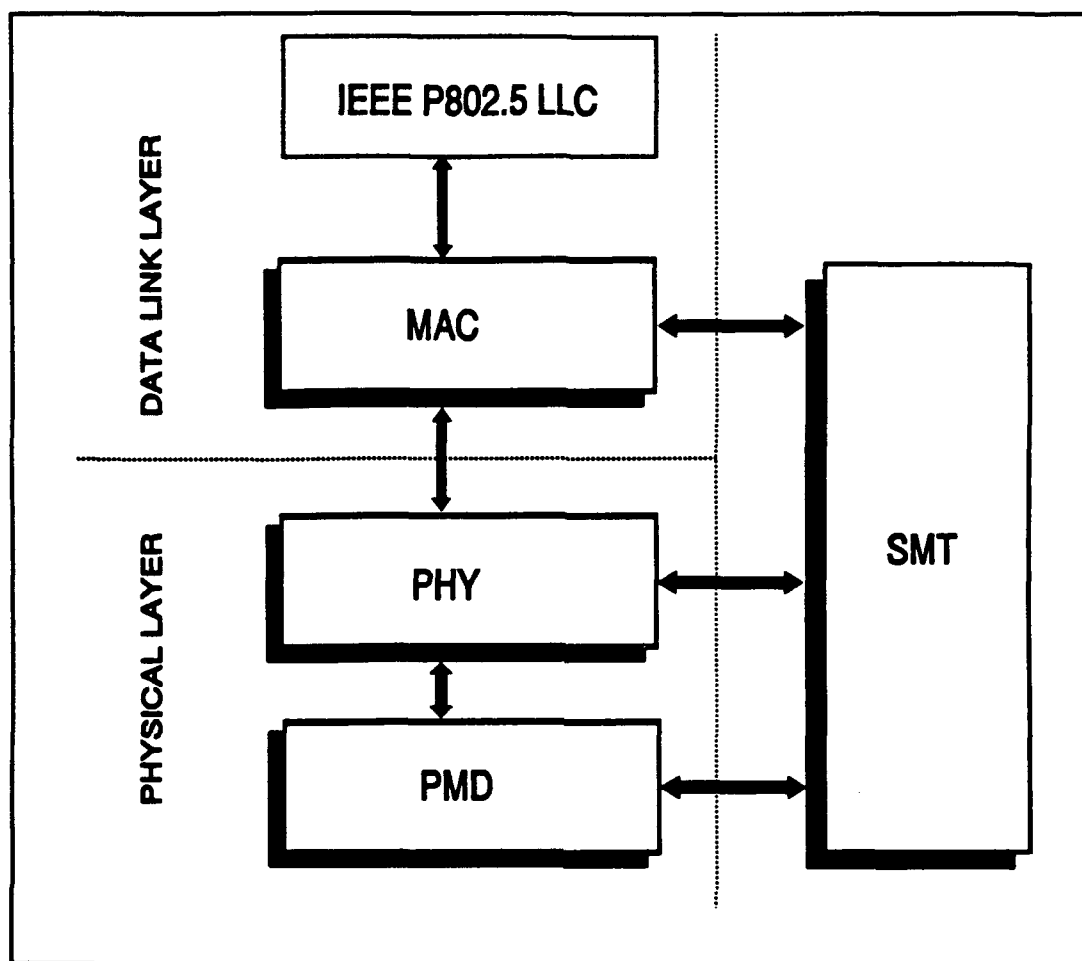 IEEE P802.5 LLC
DATA LINK LAYER
MAC
PHY
SMT
PHYSICAL LAYER
PMD